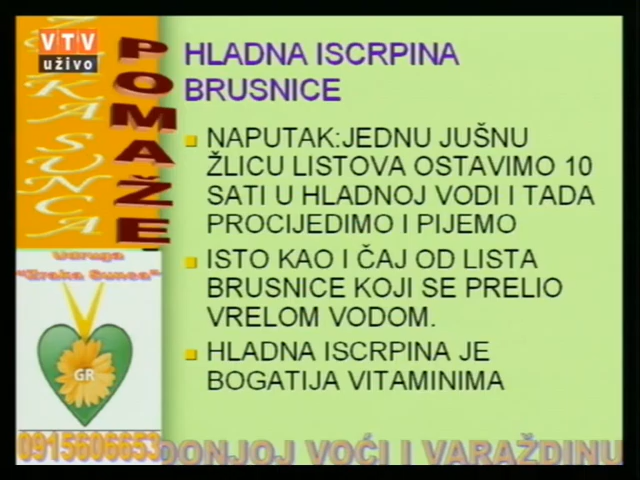 VTV
uživo
ZRAKA SUNCA
POMAŽE
HLADNA ISCRPINA
BRUSNICE
NAPUTAK:JEDNU JUŠNU
ŽLICU LISTOVA OSTAVIMO 10
SATI U HLADNOJ VODI I TADA
PROCIJEDIMO I PIJEMO
ISTO KAO I ČAJ OD LISTA
BRUSNICE KOJI SE PRELIO
VRELOM VODOM.
HLADNA ISCRPINA JE
BOGATIJA VITAMINIMA
Udruga
"Zraka Sunca"
GR
0915606653
DONJOJ VOĆI I VARAŽDINU